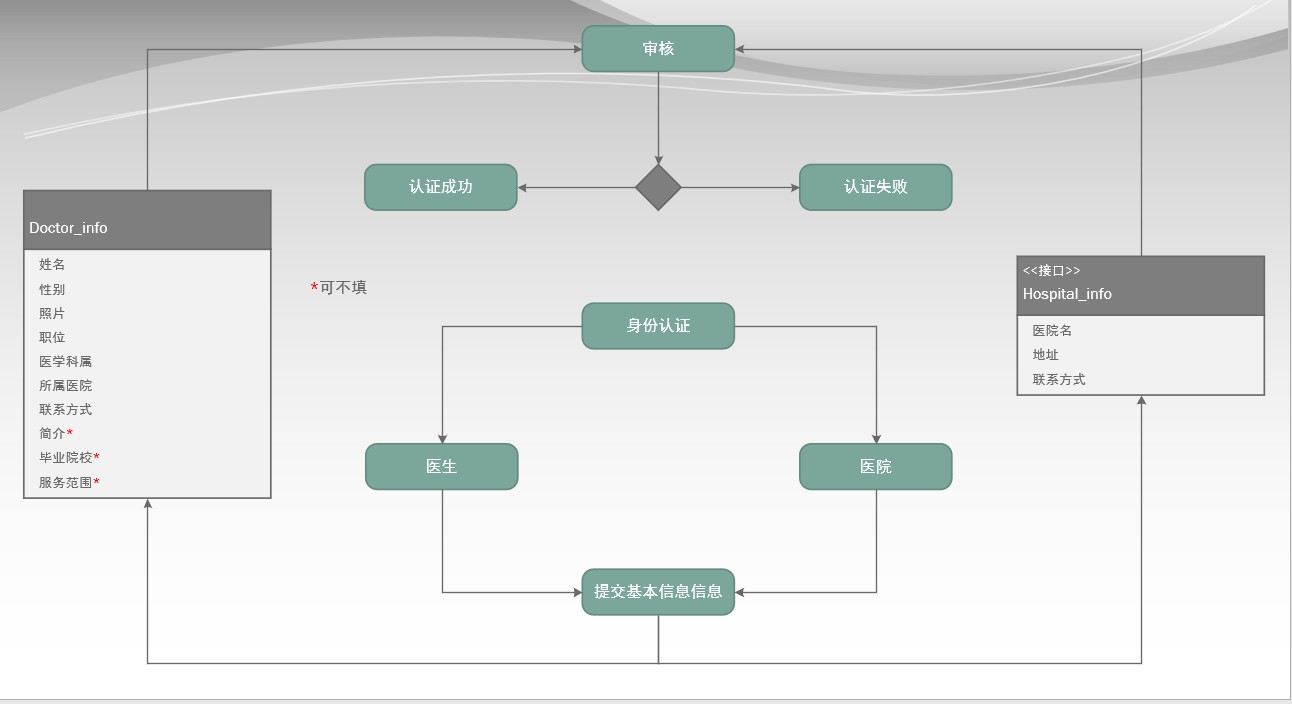 审核
认证成功
认证失败
Doctor_info
姓名
性别
照片
职位
医学科属
所属医院
联系方式
简介*
毕业院校*
服务范围*
*可不填
<<接口>>
Hospital_info
医院名
地址
联系方式
身份认证
医生
医院
提交基本信息信息